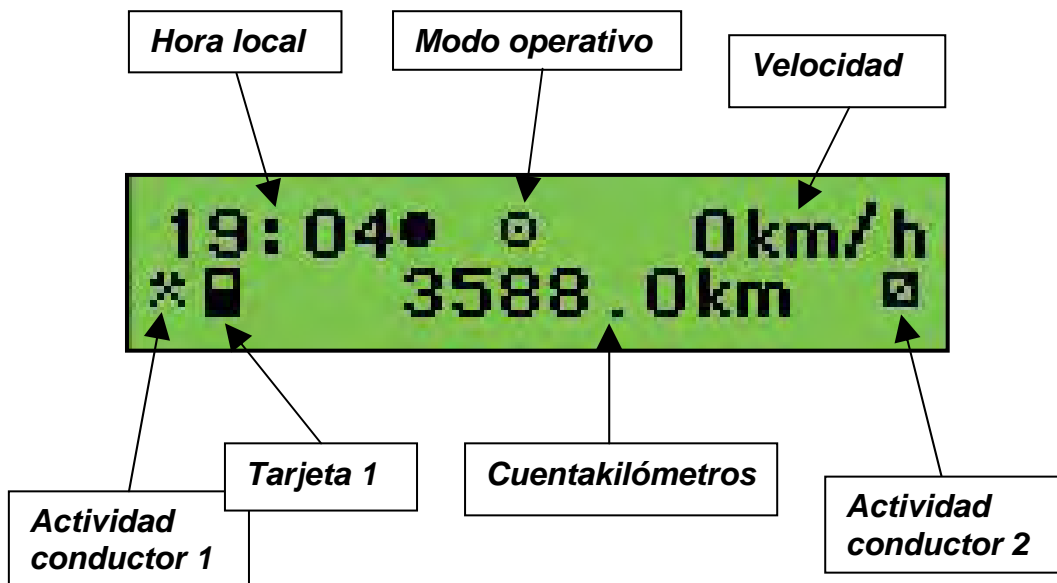 Hora local
Modo operativo
Velocidad
19:04 0km/h
3588.0km
Tarjeta 1
Cuentakilómetros
Actividad
conductor 1
Actividad
conductor 2